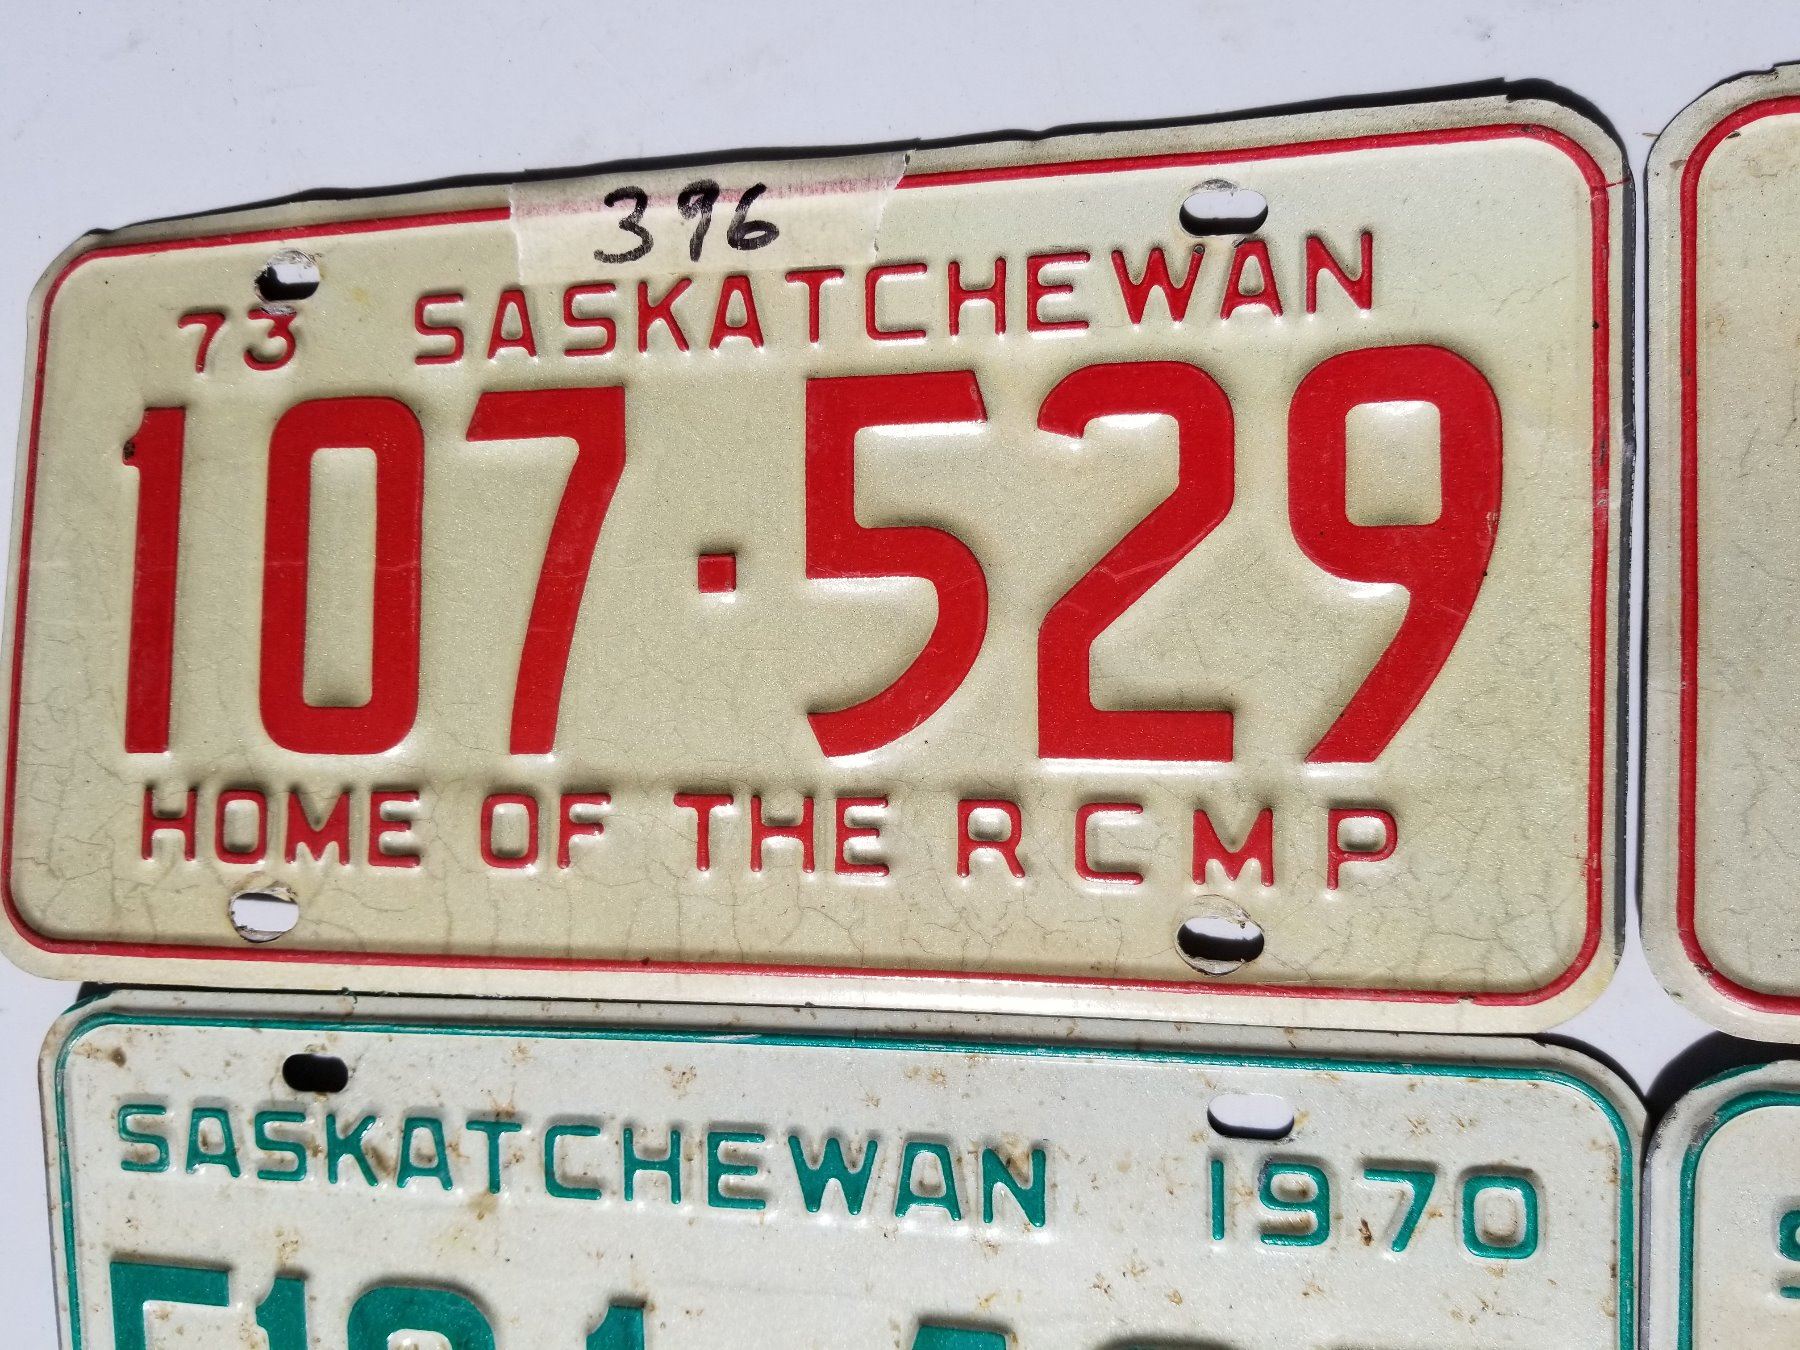 396
73 SASKATCHEWAN
107·529
HOME OF THE RCMP
SASKATCHEWAN 1970